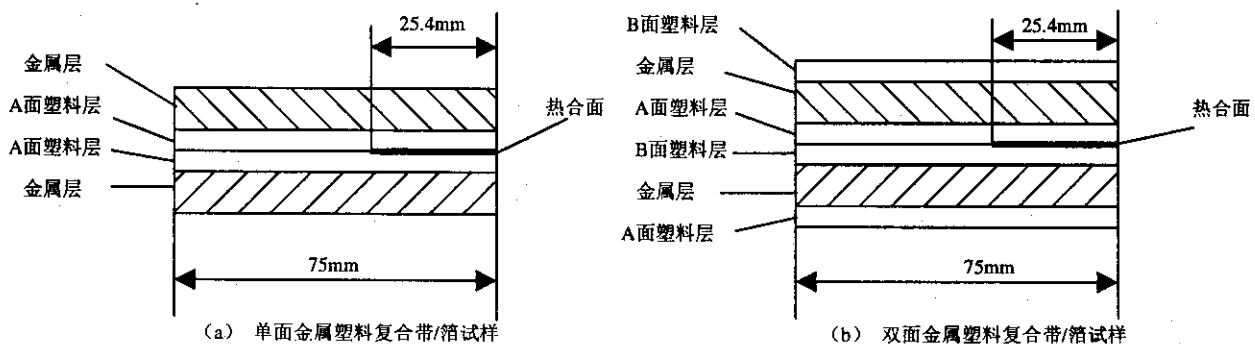 25.4mm
金属层
A面塑料层
A面塑料层
金属层
热合面
75mm
(a) 单面金属塑料复合带/箔试样
B面塑料层
25.4mm
金属层
A面塑料层
B面塑料层
金属层
A面塑料层
热合面
75mm
(b) 双面金属塑料复合带/箔试样